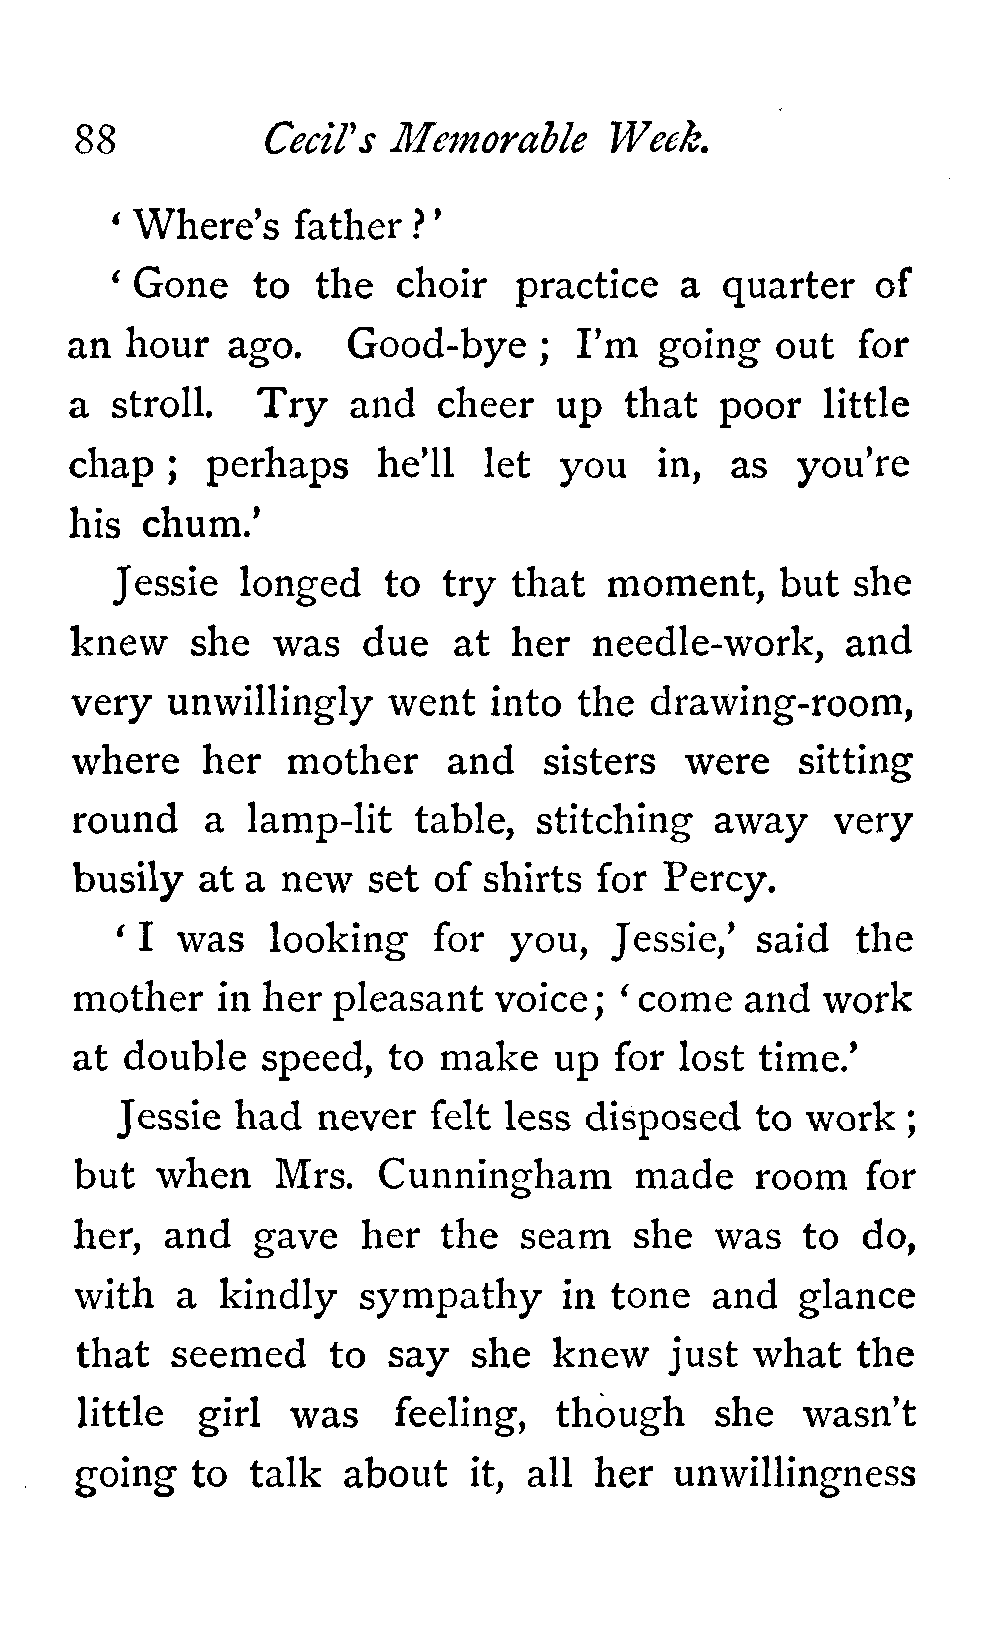 88 Cecil's Memorable Week.
‘ Where's father ? ’
‘ Gone to the choir practice a quarter of
an hour ago. Good-bye ; I'm going out for
a stroll. Try and cheer up that poor little
chap ; perhaps he'll let you in, as you're
his chum.’
Jessie longed to try that moment, but she
knew she was due at her needle-work, and
very unwillingly went into the drawing-room,
where her mother and sisters were sitting
round a lamp-lit table, stitching away very
busily at a new set of shirts for Percy.
‘ I was looking for you, Jessie,’ said the
mother in her pleasant voice ; ‘ come and work
at double speed, to make up for lost time.’
Jessie had never felt less disposed to work ;
but when Mrs. Cunningham made room for
her, and gave her the seam she was to do,
with a kindly sympathy in tone and glance
that seemed to say she knew just what the
little girl was feeling, though she wasn't
going to talk about it, all her unwillingness